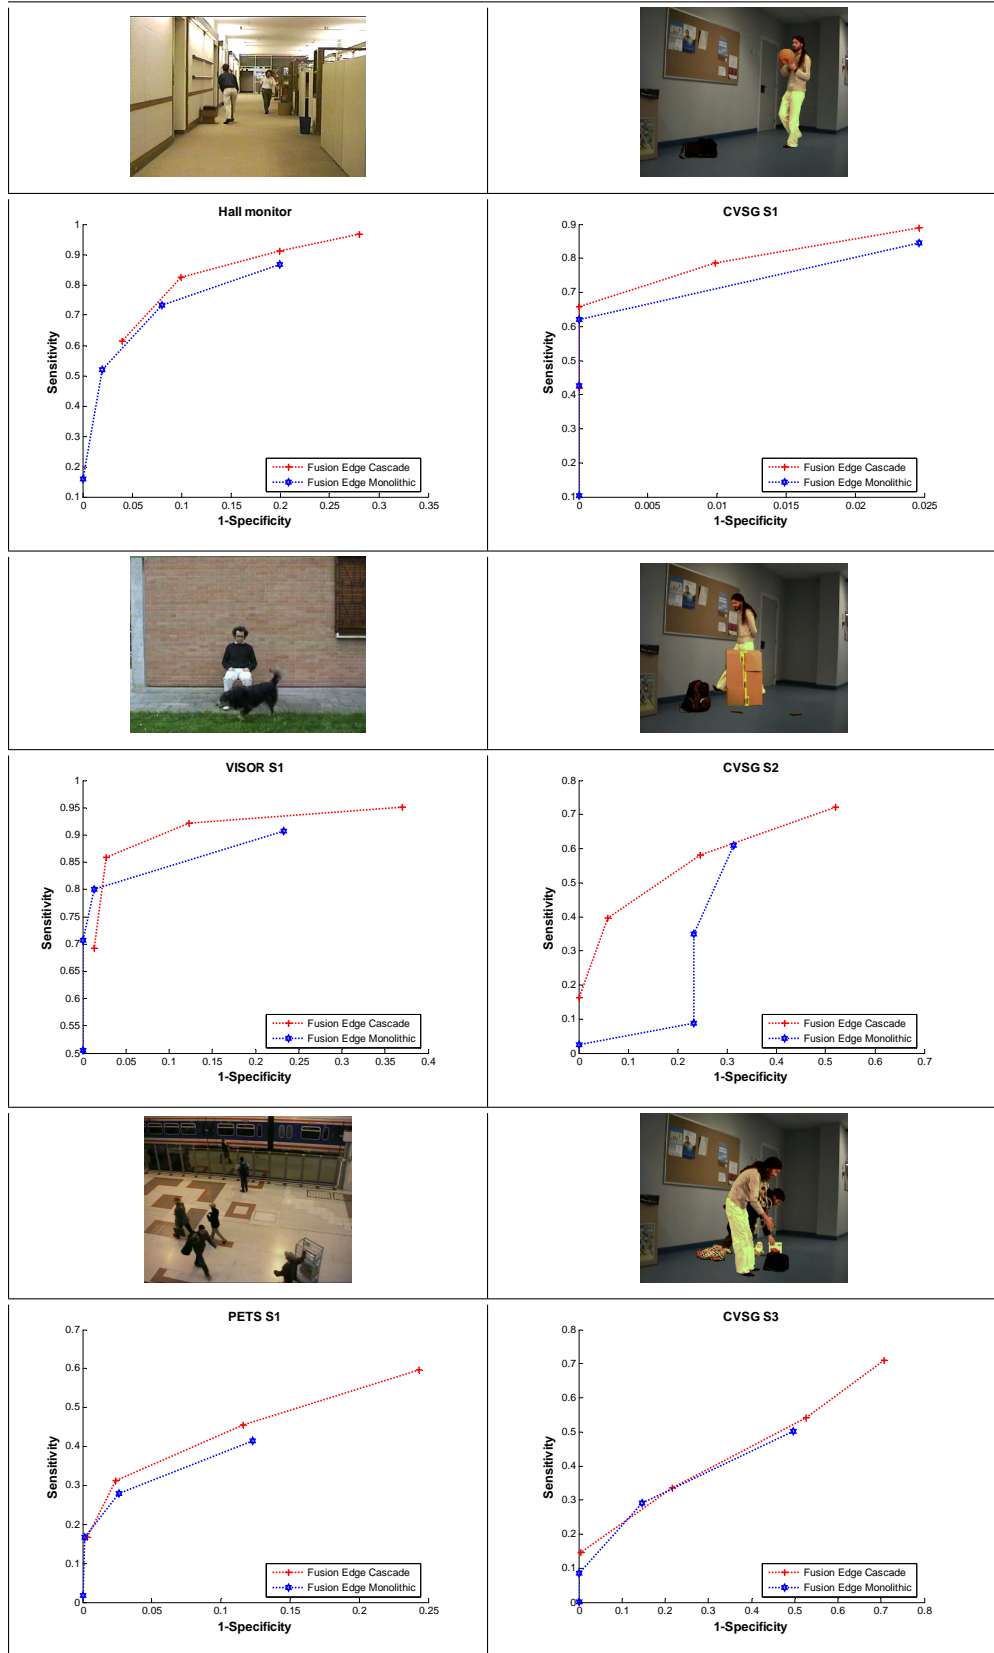 Hall monitor
1
0.9
0.8
0.7
0.6
0.5
0.4
0.3
0.2
0.1
Sensitivity
Fusion Edge Cascade
Fusion Edge Monolithic
0 0.05 0.1 0.15 0.2 0.25 0.3 0.35
1-Specificity
CVSG S1
0.9
0.8
0.7
0.6
0.5
0.4
0.3
0.2
0.1
Sensitivity
Fusion Edge Cascade
Fusion Edge Monolithic
0 0.005 0.01 0.015 0.02 0.025
1-Specificity
VISOR S1
1
0.95
0.9
0.85
0.8
0.75
0.7
0.65
0.6
0.55
0.5
Sensitivity
Fusion Edge Cascade
Fusion Edge Monolithic
0.05 0.1 0.15 0.2 0.25 0.3 0.35 0.4
1-Specificity
CVSG S2
0.8
0.7
0.6
0.5
0.4
0.3
0.2
0.1
0
Sensitivity
Fusion Edge Cascade
Fusion Edge Monolithic
0 0.1 0.2 0.3 0.4 0.5 0.6 0.7
1-Specificity
PETS S1
0.7
0.6
0.5
0.4
0.3
0.2
0.1
0
Sensitivity
Fusion Edge Cascade
Fusion Edge Monolithic
0 0.05 0.1 0.15 0.2 0.25
1-Specificity
CVSG S3
0.8
0.7
0.6
0.5
0.4
0.3
0.2
0.1
0
Sensitivity
Fusion Edge Cascade
Fusion Edge Monolithic
0 0.1 0.2 0.3 0.4 0.5 0.6 0.7 0.8
1-Specificity